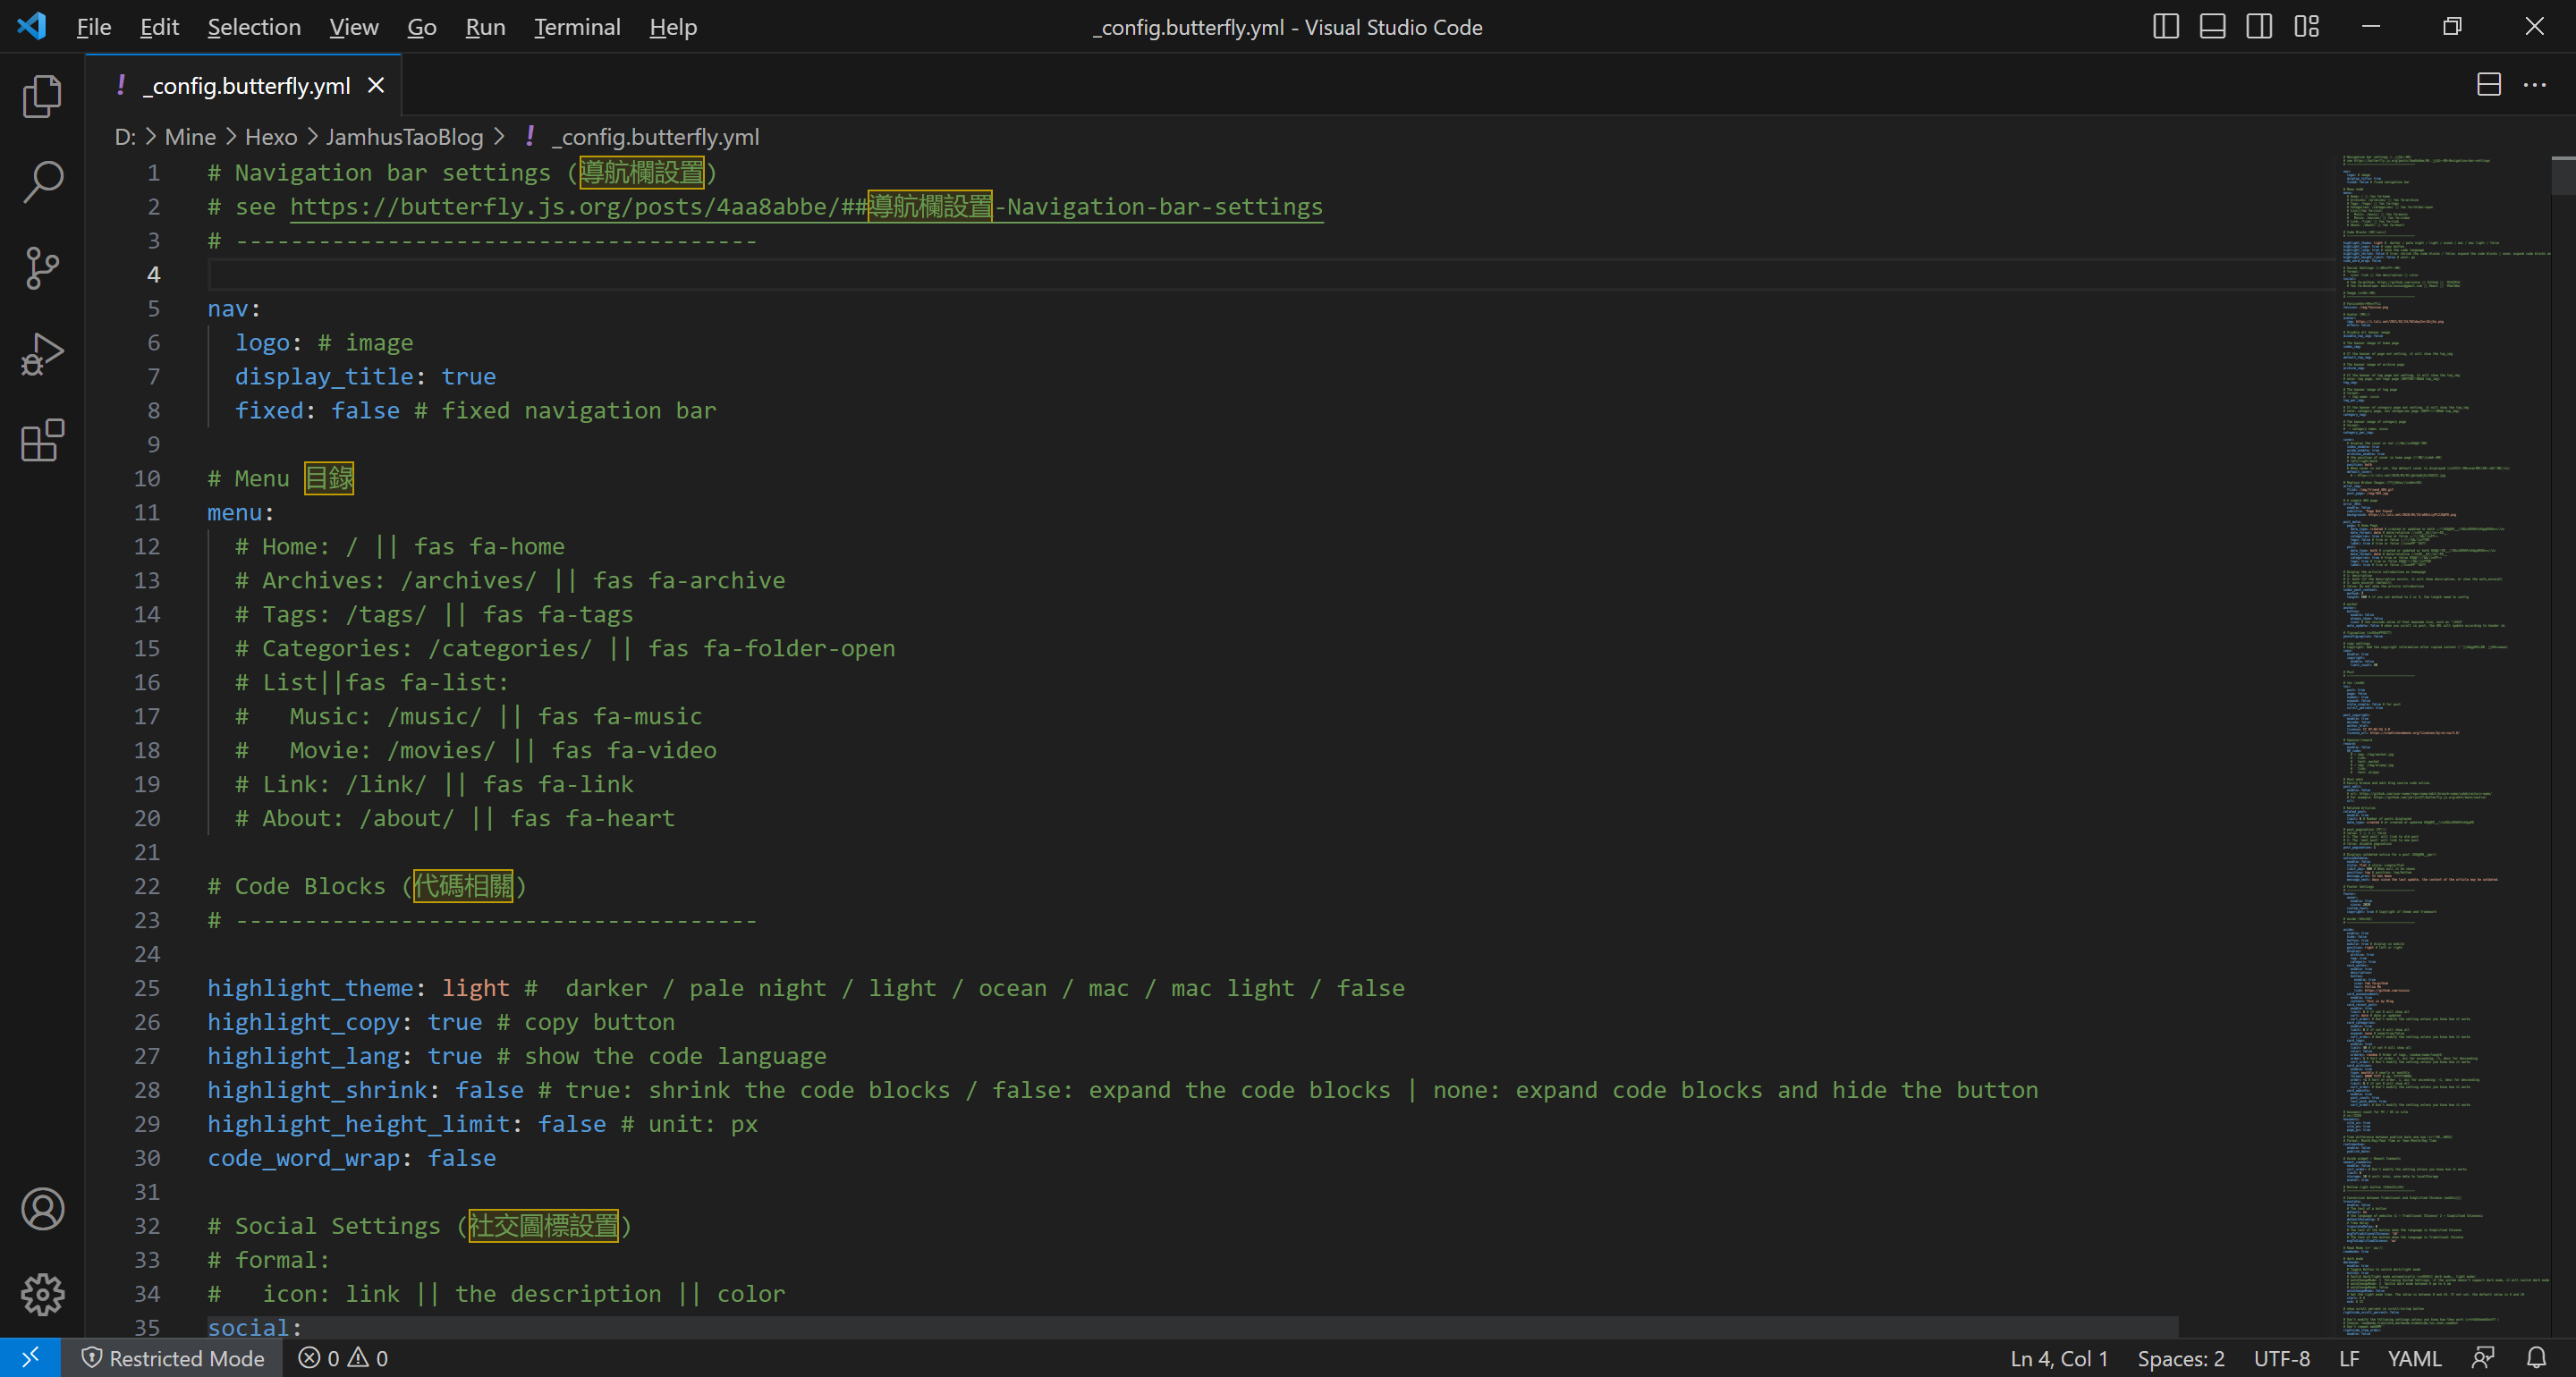 File Edit Selection View Go Run Terminal Help
_config.butterfly.yml - Visual Studio Code
! _config.butterfly.yml
D: > Mine > Hexo > JamhusTaoBlog > ! _config.butterfly.yml
1 # Navigation bar settings (導航欄設置)
2 # see https://butterfly.js.org/posts/4aa8abbe/##導航欄設置-Navigation-bar-settings
3 # --------------------------------------
4
5 nav:
6 logo: # image
7 display_title: true
8 fixed: false # fixed navigation bar
9
10 # Menu 目錄
11 menu:
12 # Home: / || fas fa-home
13 # Archives: /archives/ || fas fa-archive
14 # Tags: /tags/ || fas fa-tags
15 # Categories: /categories/ || fas fa-folder-open
16 # List||fas fa-list:
17 #   Music: /music/ || fas fa-music
18 #   Movie: /movies/ || fas fa-video
19 # Link: /link/ || fas fa-link
20 # About: /about/ || fas fa-heart
21
22 # Code Blocks (代碼相關)
23 # --------------------------------------
24
25 highlight_theme: light #  darker / pale night / light / ocean / mac / mac light / false
26 highlight_copy: true # copy button
27 highlight_lang: true # show the code language
28 highlight_shrink: false # true: shrink the code blocks / false: expand the code blocks | none: expand code blocks and hide the button
29 highlight_height_limit: false # unit: px
30 code_word_wrap: false
31
32 # Social Settings (社交圖標設置)
33 # formal:
34 #   icon: link || the description || color
35 social:
Restricted Mode 0 0 Ln 4, Col 1 Spaces: 2 UTF-8 LF YAML